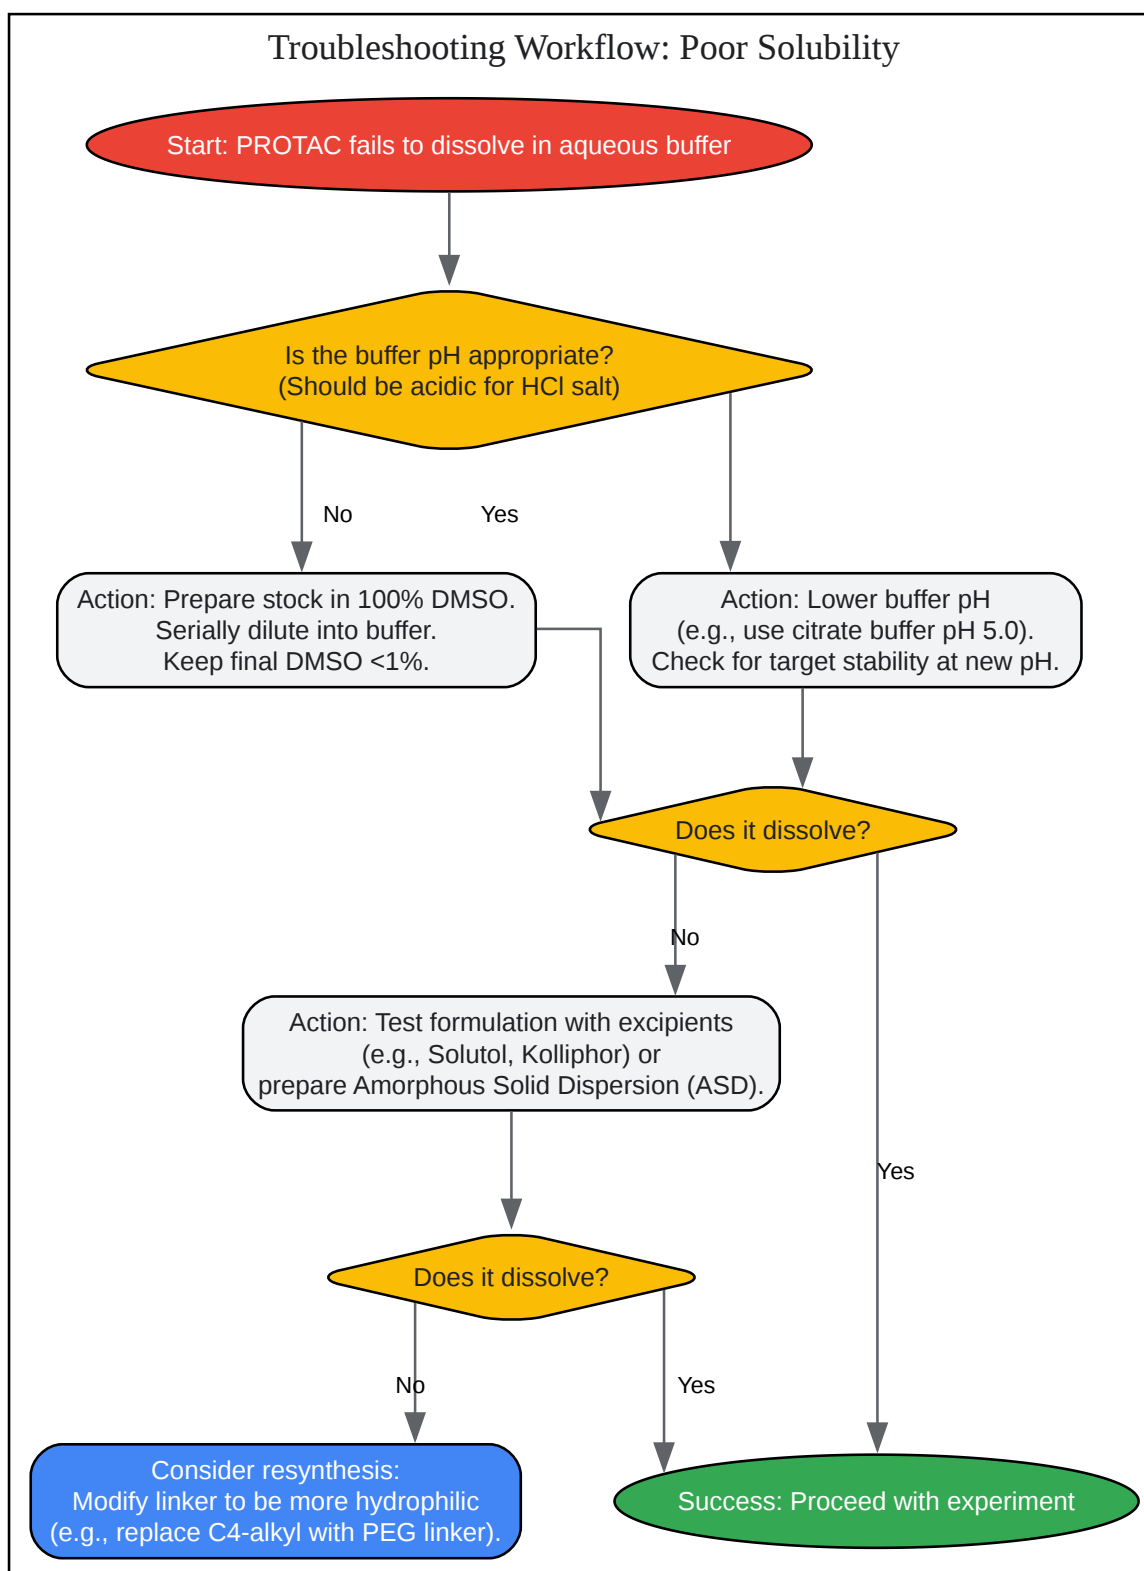 Troubleshooting Workflow: Poor Solubility
Start: PROTAC fails to dissolve in aqueous buffer
Is the buffer pH appropriate?
(Should be acidic for HCl salt)
No
Yes
Action: Prepare stock in 100% DMSO.
Serially dilute into buffer.
Keep final DMSO <1%.
Action: Lower buffer pH
(e.g., use citrate buffer pH 5.0).
Check for target stability at new pH.
Does it dissolve?
No
Action: Test formulation with excipients
(e.g., Solutol, Kolliphor) or
prepare Amorphous Solid Dispersion (ASD).
Yes
Does it dissolve?
No
Yes
Consider resynthesis:
Modify linker to be more hydrophilic
(e.g., replace C4-alkyl with PEG linker).
Success: Proceed with experiment